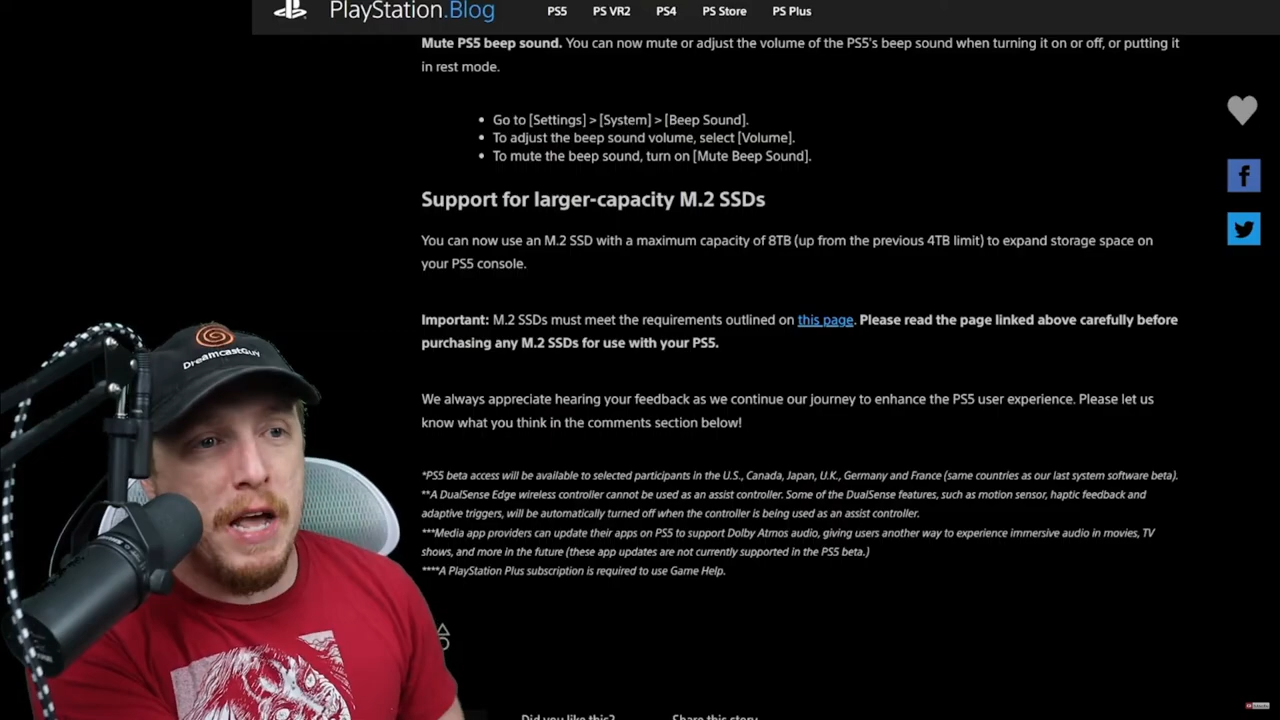 PlayStation.Blog PS5 PS VR2 PS4 PS Store PS Plus
Mute PS5 beep sound. You can now mute or adjust the volume of the PS5's beep sound when turning it on or off, or putting it
in rest mode.
• Go to [Settings] > [System] > [Beep Sound].
• To adjust the beep sound volume, select [Volume].
• To mute the beep sound, turn on [Mute Beep Sound].
Support for larger-capacity M.2 SSDs
You can now use an M.2 SSD with a maximum capacity of 8TB (up from the previous 4TB limit) to expand storage space on
your PS5 console.
Important: M.2 SSDs must meet the requirements outlined on this page. Please read the page linked above carefully before
purchasing any M.2 SSDs for use with your PS5.
We always appreciate hearing your feedback as we continue our journey to enhance the PS5 user experience. Please let us
know what you think in the comments section below!
*PS5 beta access will be available to selected participants in the U.S., Canada, Japan, U.K., Germany and France (same countries as our last system software beta).
**A DualSense Edge wireless controller cannot be used as an assist controller. Some of the DualSense features, such as motion sensor, haptic feedback and
adaptive triggers, will be automatically turned off when the controller is being used as an assist controller.
***Media app providers can update their apps on PS5 to support Dolby Atmos audio, giving users another way to experience immersive audio in movies, TV
shows, and more in the future (these app updates are not currently supported in the PS5 beta.)
****A PlayStation Plus subscription is required to use Game Help.
DreamcastGuy
Did you like this? Share this story